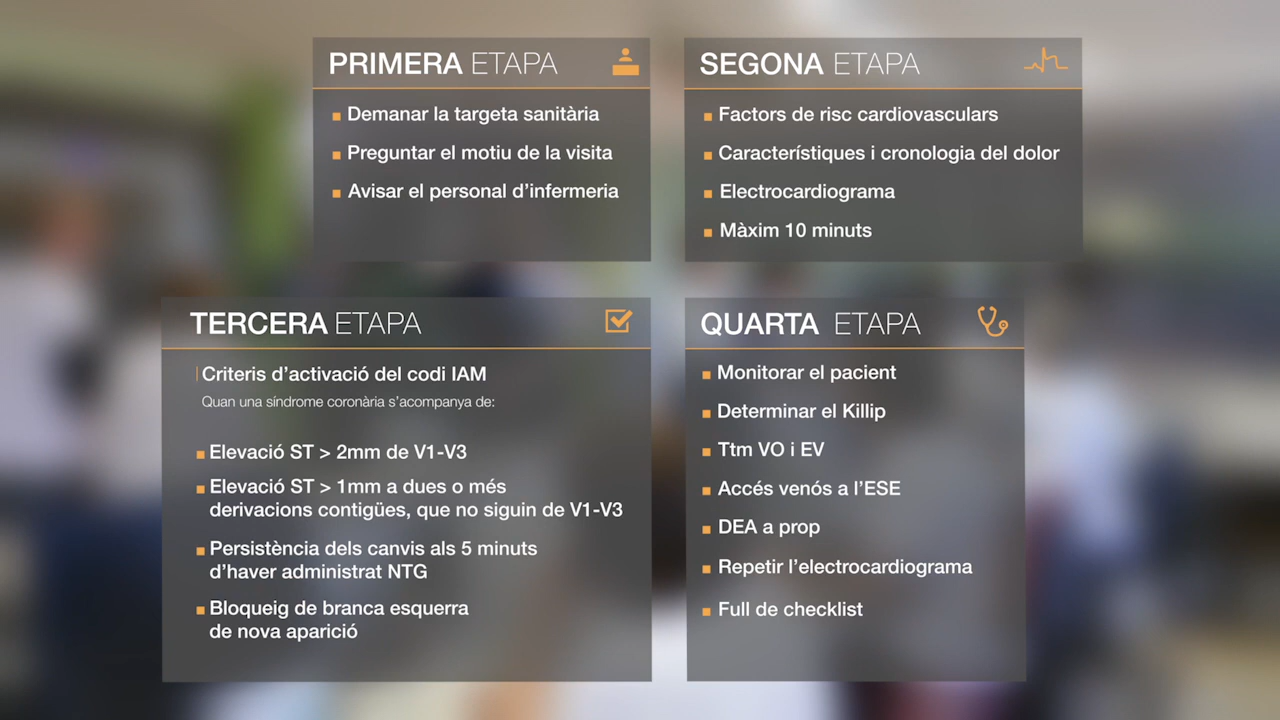 PRIMERA ETAPA
Demanar la targeta sanitària
Preguntar el motiu de la visita
Avisar el personal d'infermeria
SEGONA ETAPA
Factors de risc cardiovasculars
Característiques i cronologia del dolor
Electrocardiograma
Màxim 10 minuts
TERCERA ETAPA
Criteris d'activació del codi IAM
Quan una síndrome coronària s'acompanya de:
Elevació ST > 2mm de V1-V3
Elevació ST > 1mm a dues o més
derivacions contigües, que no siguin de V1-V3
Persistència dels canvis als 5 minuts
d'haver administrat NTG
Bloqueig de branca esquerra
de nova aparició
QUARTA ETAPA
Monitorar el pacient
Determinar el Killip
Ttm VO i EV
Accés venós a l'ESE
DEA a prop
Repetir l'electrocardiograma
Full de checklist